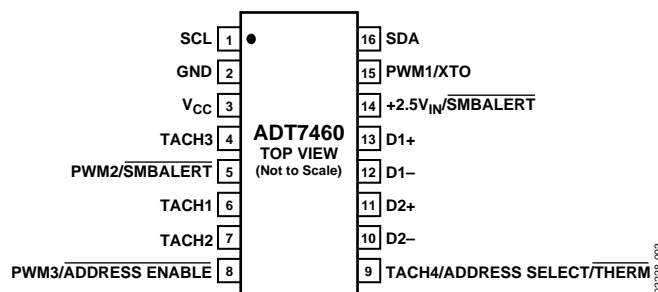 SCL 1
GND 2
VCC 3
TACH3 4
PWM2/SMBALERT 5
TACH1 6
TACH2 7
PWM3/ADDRESS ENABLE 8
ADT7460
TOP VIEW
(Not to Scale)
16 SDA
15 PWM1/XTO
14 +2.5VIN/SMBALERT
13 D1+
12 D1–
11 D2+
10 D2–
9 TACH4/ADDRESS SELECT/THERM